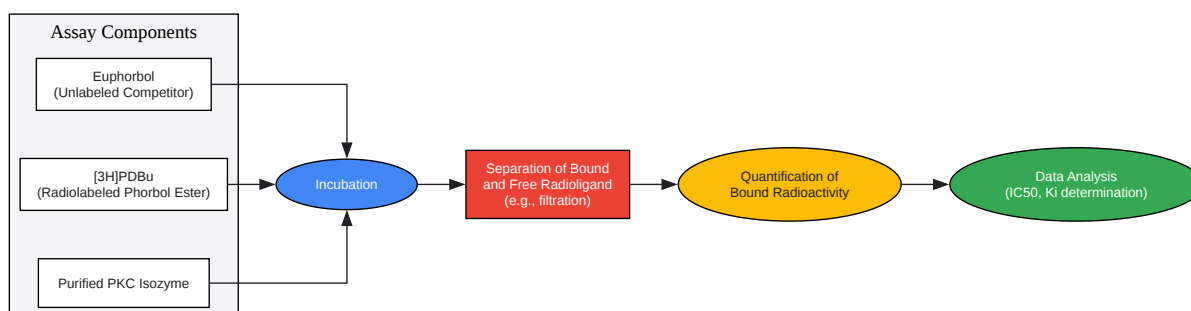 Assay Components
Euphorbol
(Unlabeled Competitor)
[3H]PDBu
(Radiolabeled Phorbol Ester)
Purified PKC Isozyme
Incubation
Separation of Bound
and Free Radioligand
(e.g., filtration)
Quantification of
Bound Radioactivity
Data Analysis
(IC50, Ki determination)